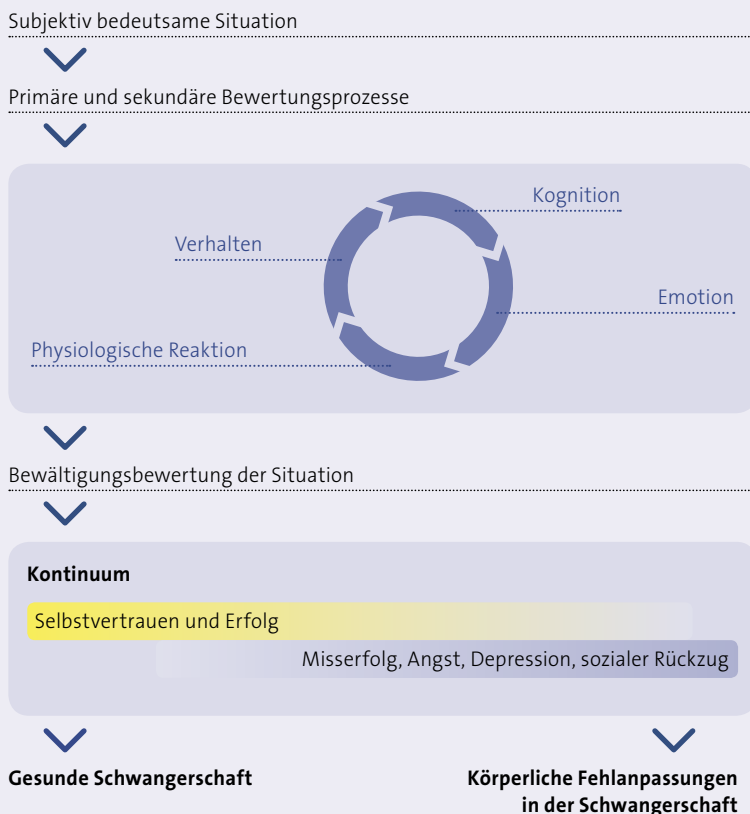 Subjektiv bedeutsame Situation
Primäre und sekundäre Bewertungsprozesse
Kognition
Verhalten
Emotion
Physiologische Reaktion
Bewältigungsbewertung der Situation
Kontinuum
Selbstvertrauen und Erfolg
Misserfolg, Angst, Depression, sozialer Rückzug
Gesunde Schwangerschaft
Körperliche Fehlanpassungen
in der Schwangerschaft